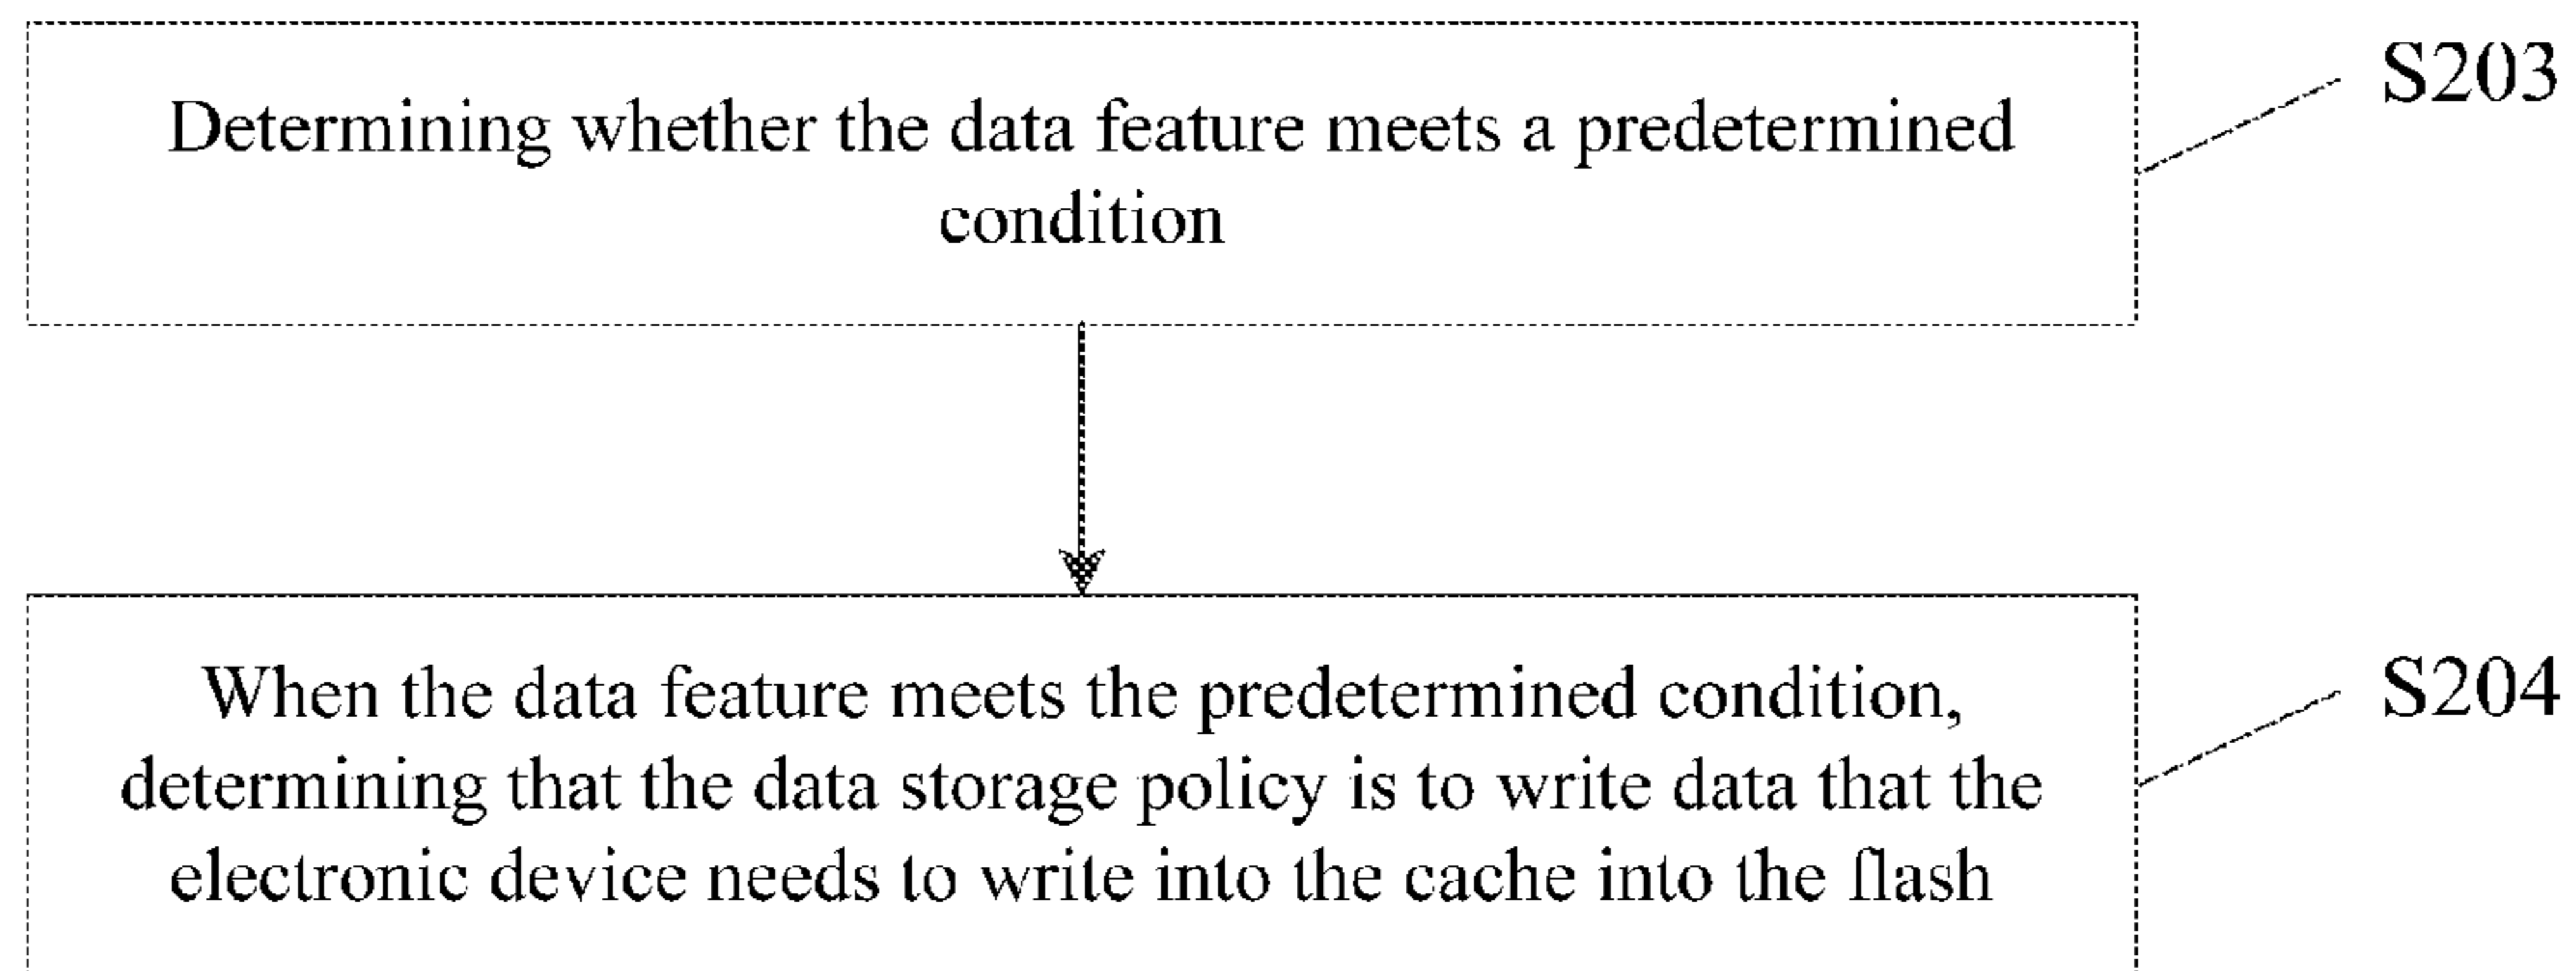 Determining whether the data feature meets a predetermined
condition
S203
When the data feature meets the predetermined condition,
determining that the data storage policy is to write data that the
electronic device needs to write into the cache into the flash
S204